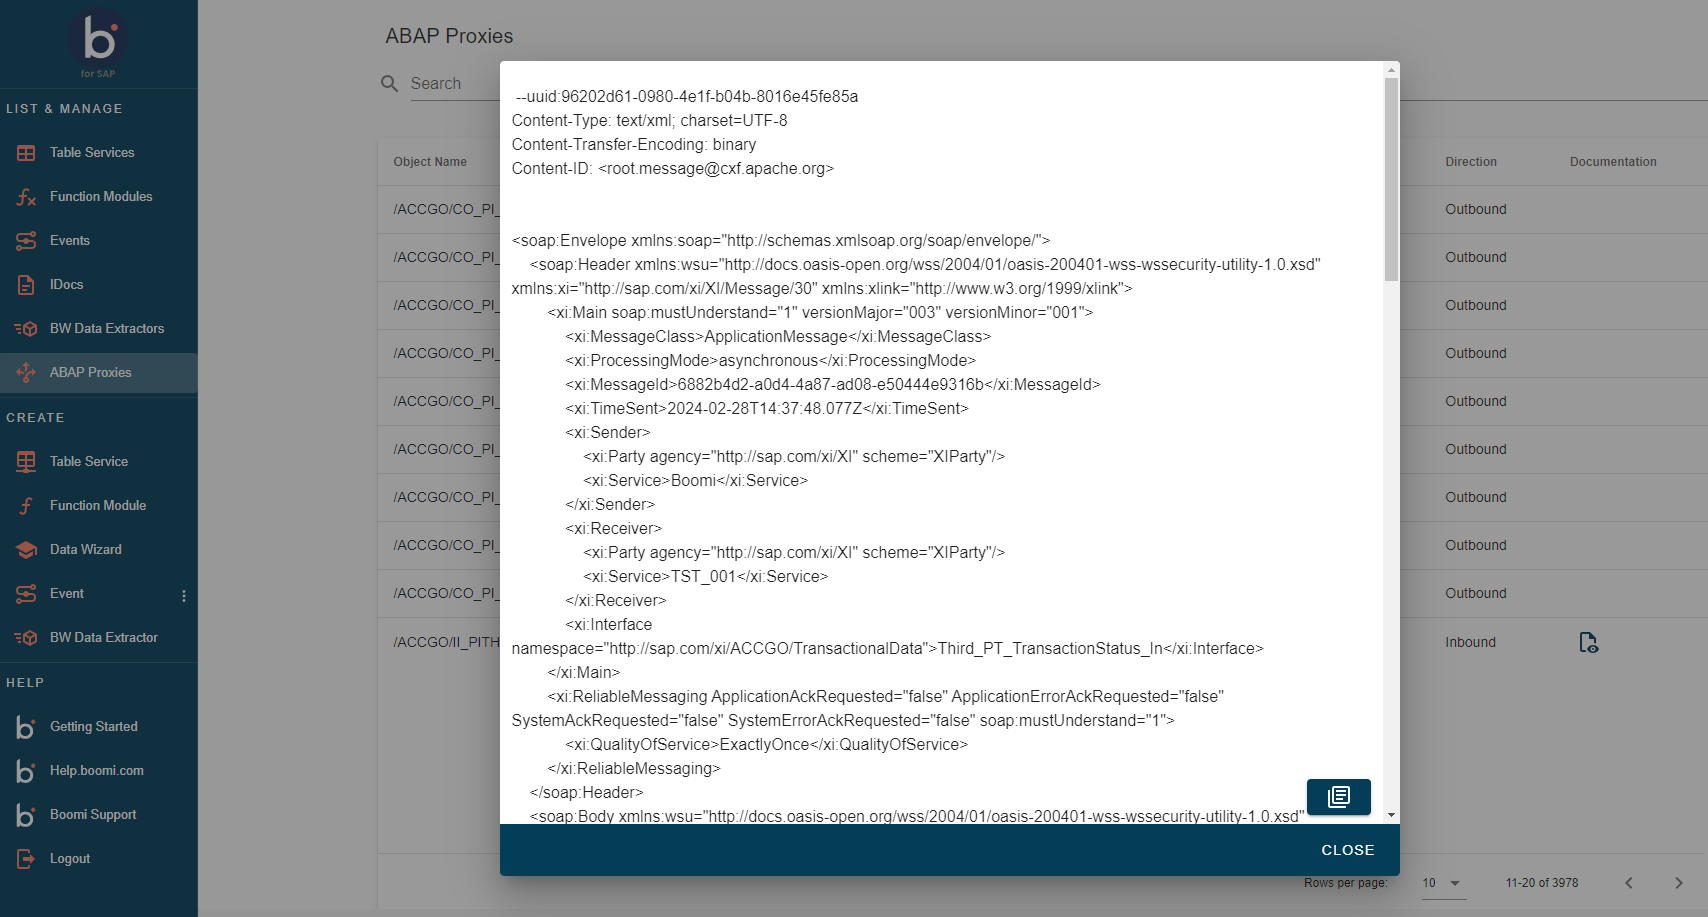 b
for SAP
LIST & MANAGE
Table Services
Function Modules
Events
IDocs
BW Data Extractors
ABAP Proxies
CREATE
Table Service
Function Module
Data Wizard
Event
BW Data Extractor
HELP
Getting Started
Help.boomi.com
Boomi Support
Logout
ABAP Proxies
Search
Object Name
Direction
Documentation
/ACCGO/CO_PI_
Outbound
/ACCGO/CO_PI_
Outbound
/ACCGO/CO_PI_
Outbound
/ACCGO/CO_PI_
Outbound
/ACCGO/CO_PI_
Outbound
/ACCGO/CO_PI_
Outbound
/ACCGO/CO_PI_
Outbound
/ACCGO/CO_PI_
Outbound
/ACCGO/CO_PI_
Outbound
/ACCGO/II_PITH
Inbound
--uuid:96202d61-0980-4e1f-b04b-8016e45fe85a
Content-Type: text/xml; charset=UTF-8
Content-Transfer-Encoding: binary
Content-ID: <root.message@cxf.apache.org>
<soap:Envelope xmlns:soap="http://schemas.xmlsoap.org/soap/envelope/">
<soap:Header xmlns:wsu="http://docs.oasis-open.org/wss/2004/01/oasis-200401-wss-wssecurity-utility-1.0.xsd"
xmlns:xi="http://sap.com/xi/XI/Message/30" xmlns:xlink="http://www.w3.org/1999/xlink">
<xi:Main soap:mustUnderstand="1" versionMajor="003" versionMinor="001">
<xi:MessageClass>ApplicationMessage</xi:MessageClass>
<xi:ProcessingMode>asynchronous</xi:ProcessingMode>
<xi:MessageId>6882b4d2-a0d4-4a87-ad08-e50444e9316b</xi:MessageId>
<xi:TimeSent>2024-02-28T14:37:48.077Z</xi:TimeSent>
<xi:Sender>
<xi:Party agency="http://sap.com/xi/XI" scheme="XIParty"/>
<xi:Service>Boomi</xi:Service>
</xi:Sender>
<xi:Receiver>
<xi:Party agency="http://sap.com/xi/XI" scheme="XIParty"/>
<xi:Service>TST_001</xi:Service>
</xi:Receiver>
<xi:Interface
namespace="http://sap.com/xi/ACCGO/TransactionalData">Third_PT_TransactionStatus_In</xi:Interface>
</xi:Main>
<xi:ReliableMessaging ApplicationAckRequested="false" ApplicationErrorAckRequested="false"
SystemAckRequested="false" SystemErrorAckRequested="false" soap:mustUnderstand="1">
<xi:QualityOfService>ExactlyOnce</xi:QualityOfService>
</xi:ReliableMessaging>
</soap:Header>
<soap:Body xmlns:wsu="http://docs.oasis-open.org/wss/2004/01/oasis-200401-wss-wssecurity-utility-1.0.xsd"
CLOSE
Rows per page:
10
11-20 of 3978